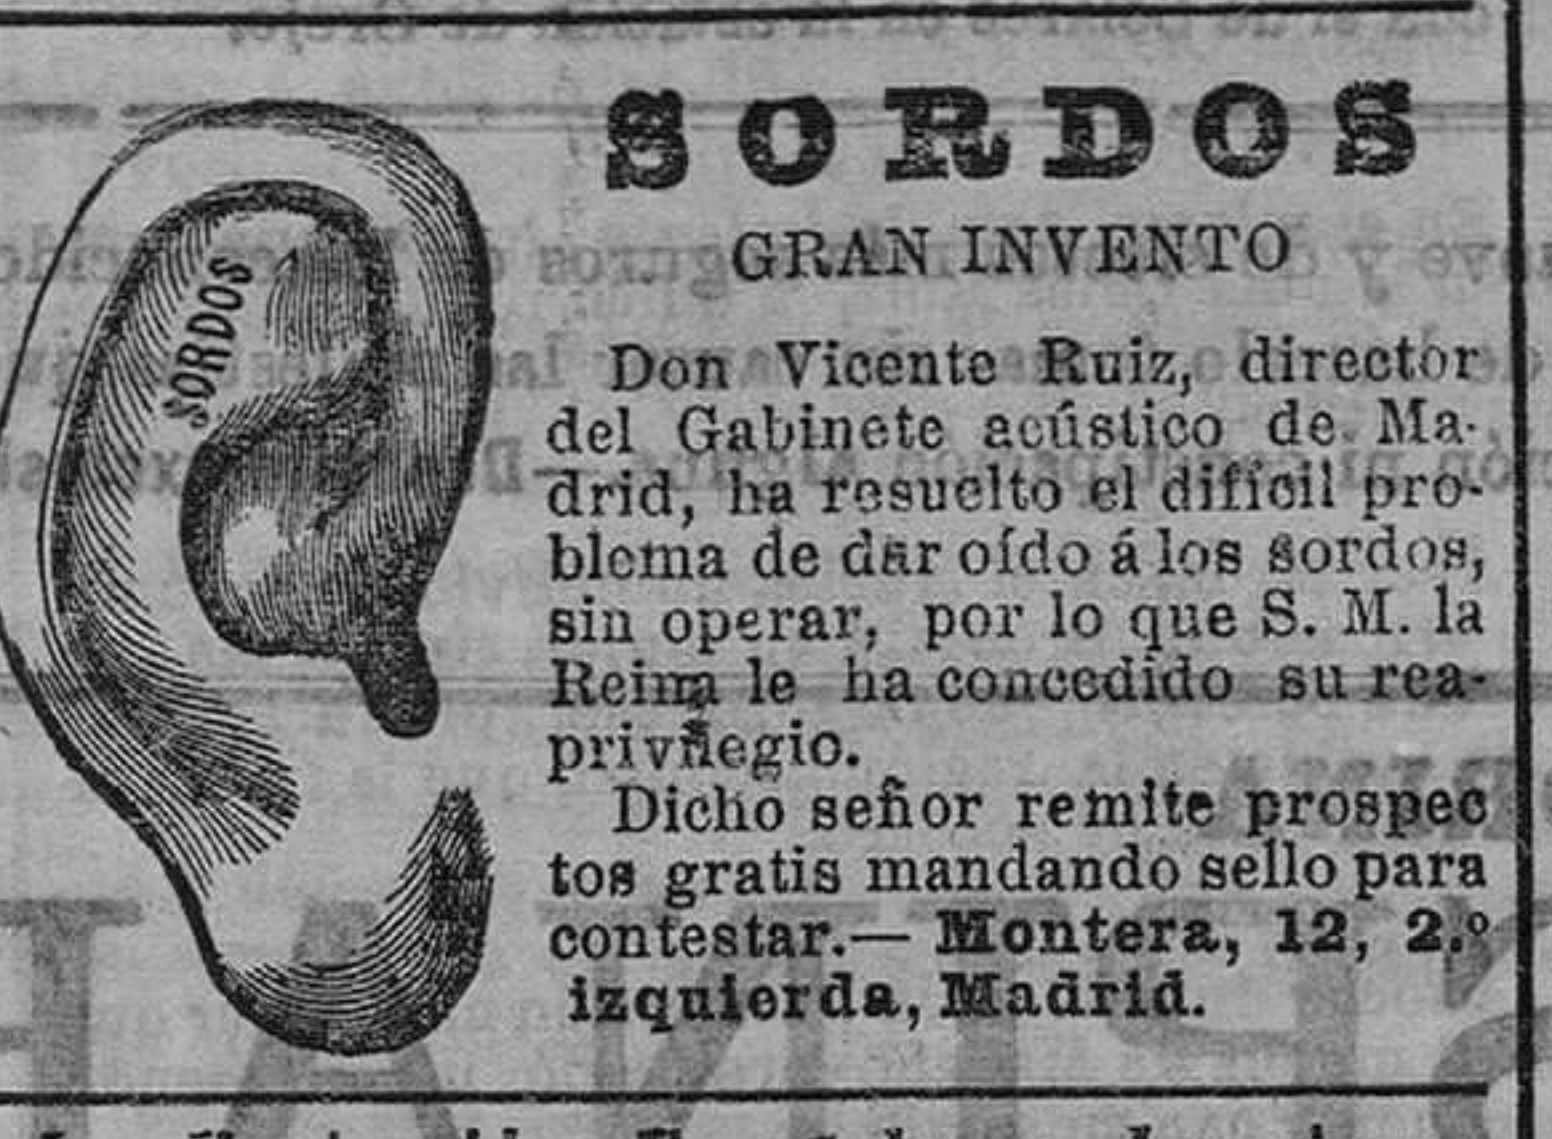 SORDOS
SORDOS
GRAN INVENTO
Don Vicente Ruiz, director
del Gabinete acústico de Ma-
drid, ha resuelto el difícil pro-
blema de dar oído á los sordos,
sin operar, por lo que S. M. la
Reina le ha concedido su rea-
privilegio.
Dicho señor remite prospec
tos gratis mandando sello para
contestar.— Montera, 12, 2.º
izquierda, Madrid.